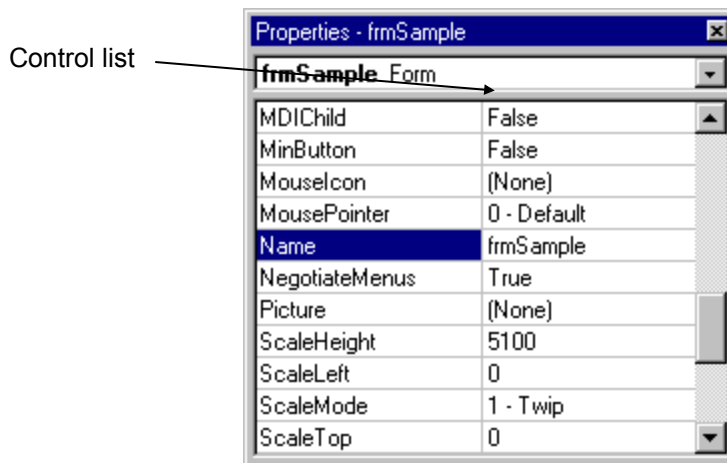 Properties - frmSample
Control list
frmSample Form
MDIChild False
MinButton False
MouseIcon (None)
MousePointer 0 - Default
Name frmSample
NegotiateMenus True
Picture (None)
ScaleHeight 5100
ScaleLeft 0
ScaleMode 1 - Twip
ScaleTop 0